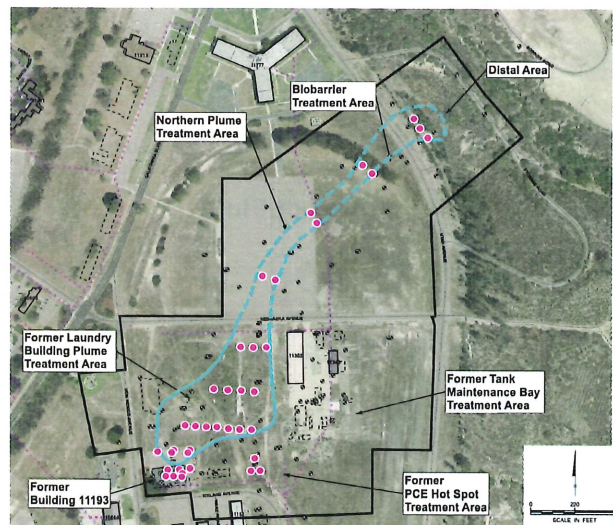 Distal Area
Biobarrier
Treatment Area
Northern Plume
Treatment Area
Former Laundry
Building Plume
Treatment Area
Former Tank
Maintenance Bay
Treatment Area
Former
Building 11193
Former
PCE Hot Spot
Treatment Area
0
220
SCALE IN FEET